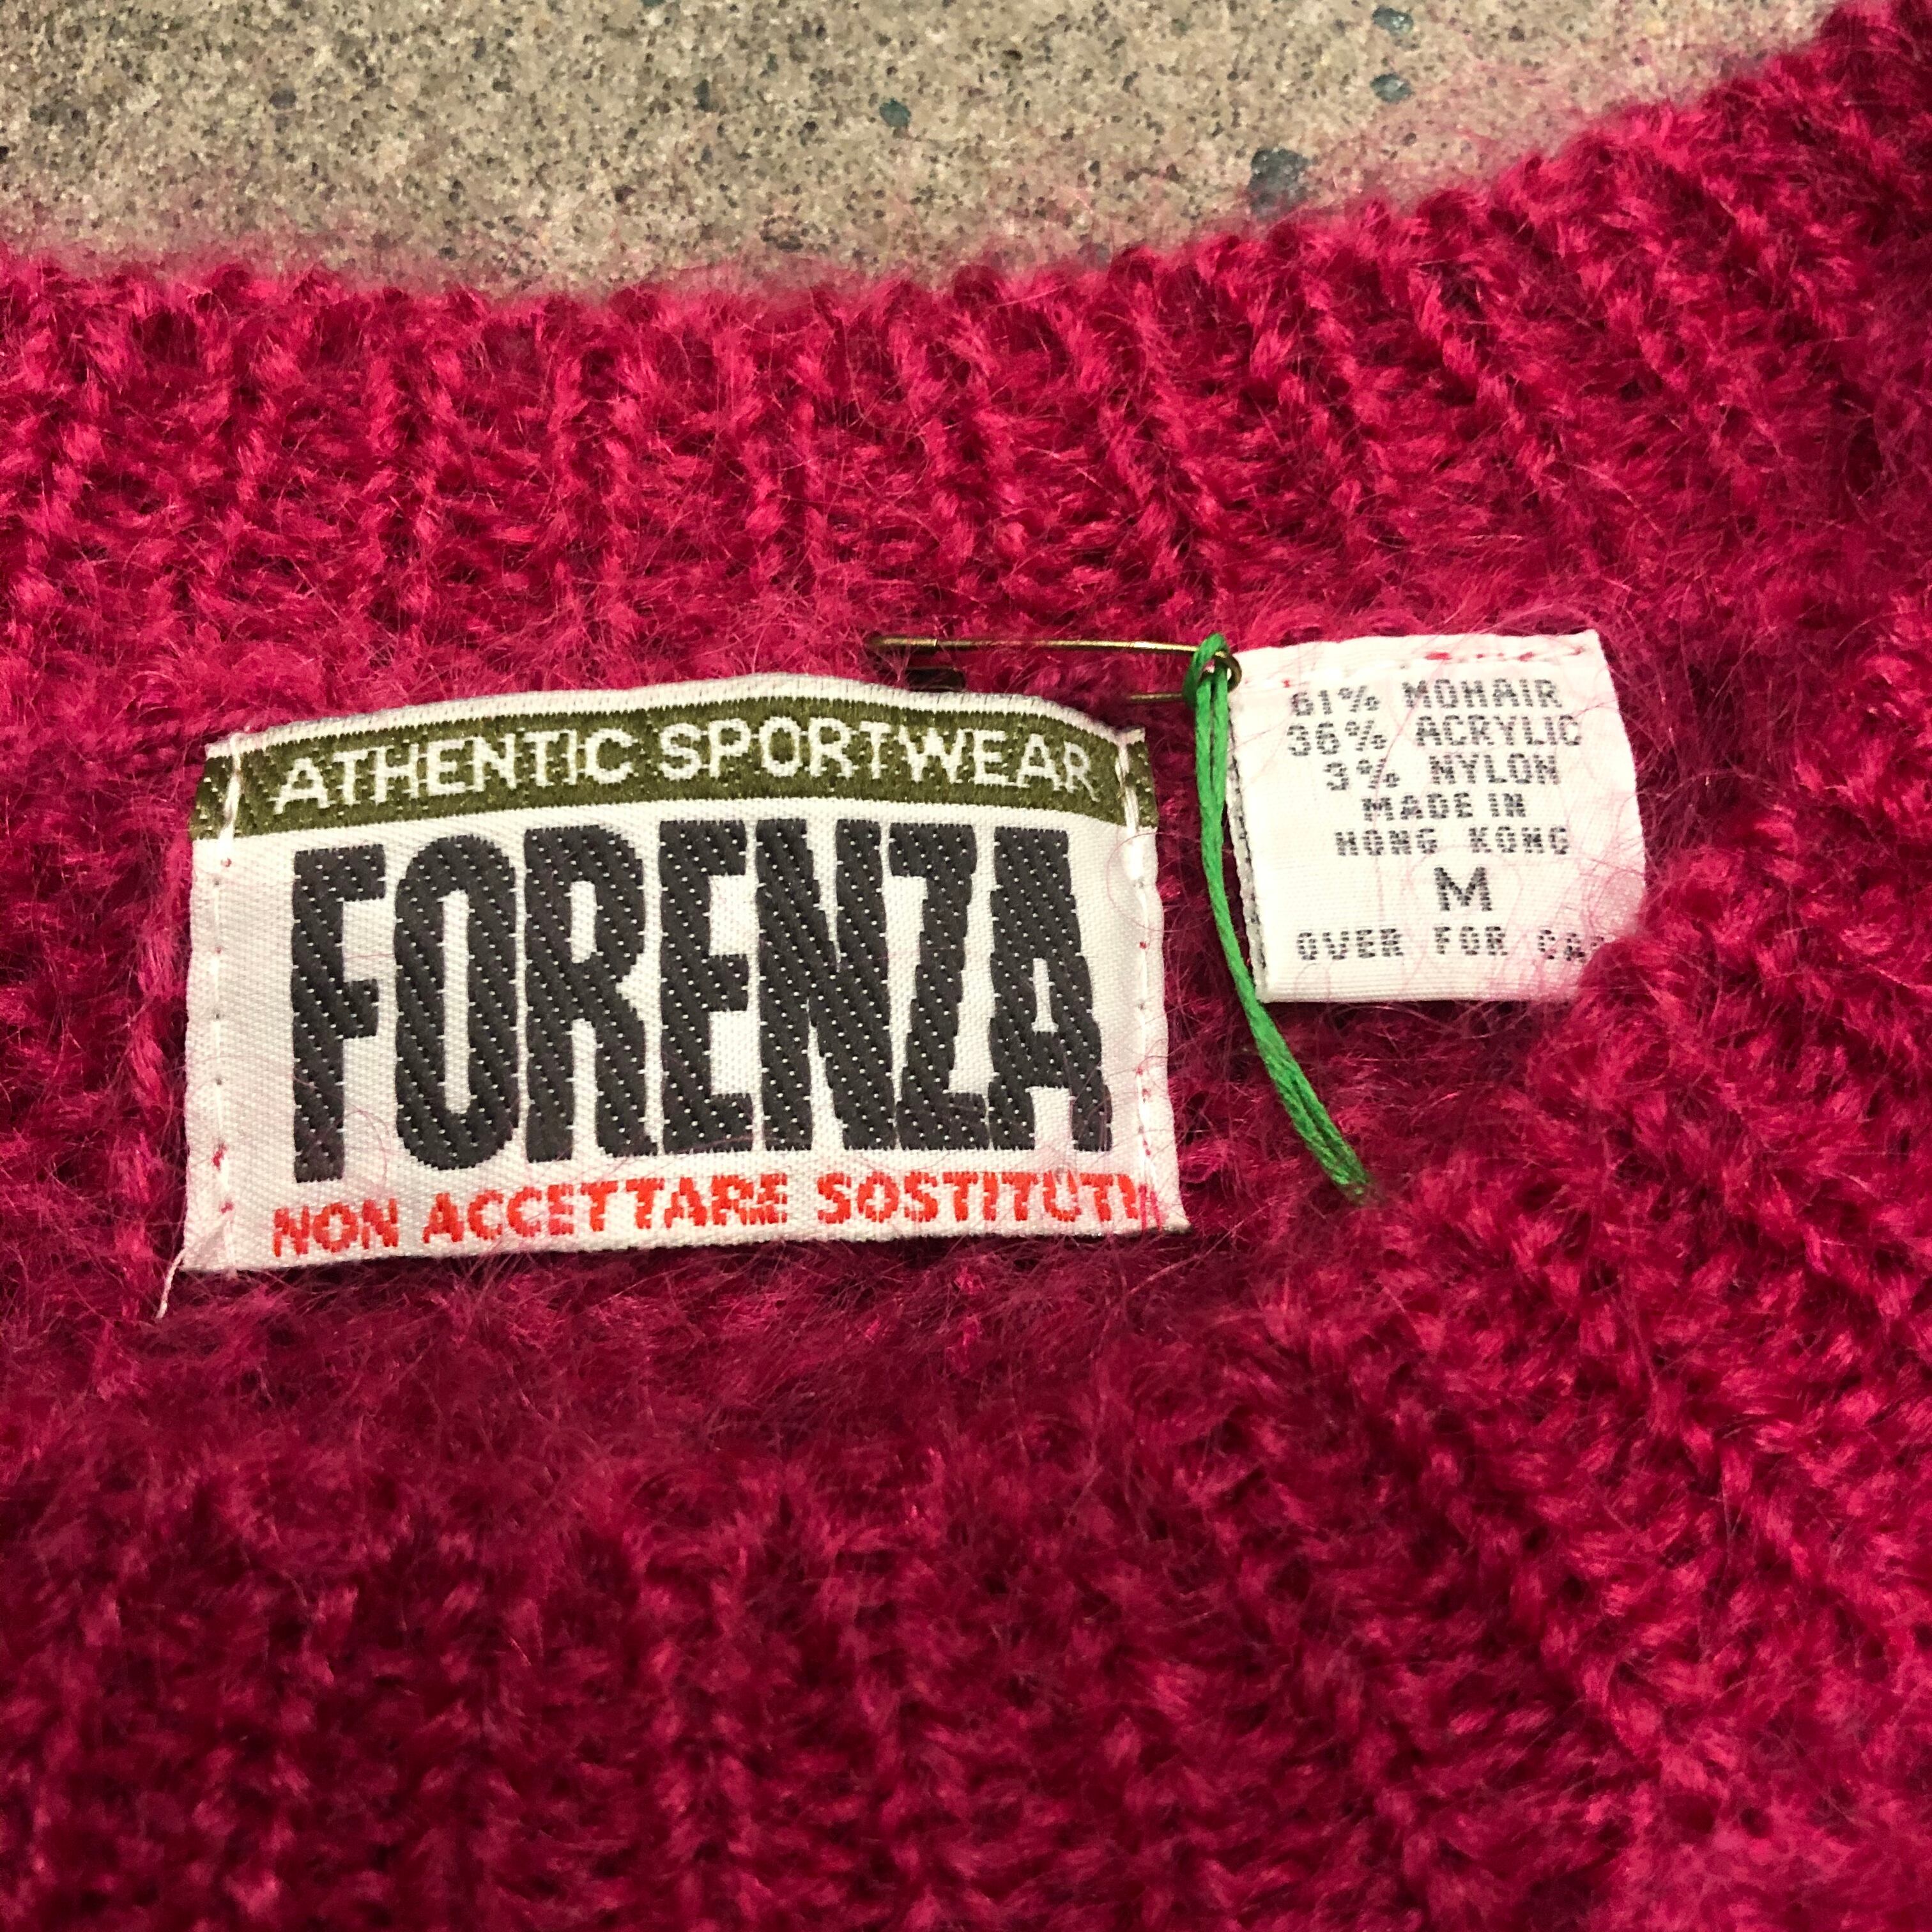 ATHENTIC SPORTWEAR
FORENZA
NON ACCETTARE SOSTITUTI
61% MOHAIR
36% ACRYLIC
3% NYLON
MADE IN
HONG KONG
M
OVER FOR